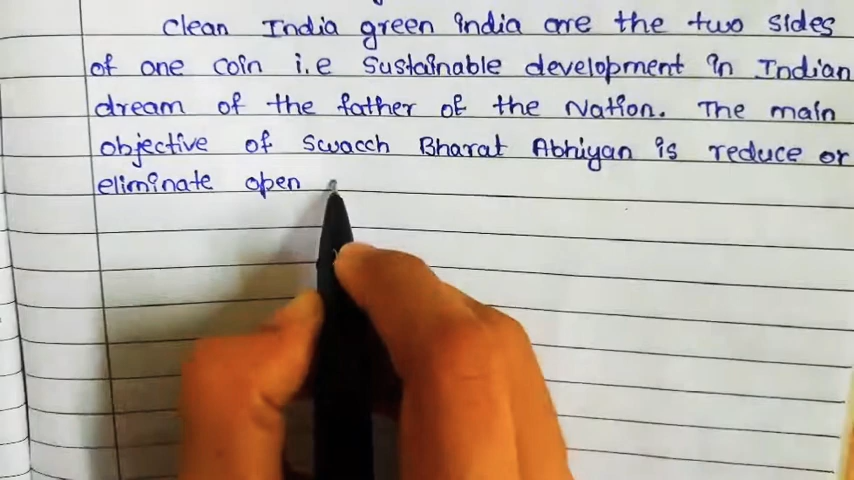 clean India green india are the two sides
of one coin i.e sustainable development in Indian
dream of the father of the Nation. The main
objective of swacch Bharat Abhiyan is reduce or
eliminate open